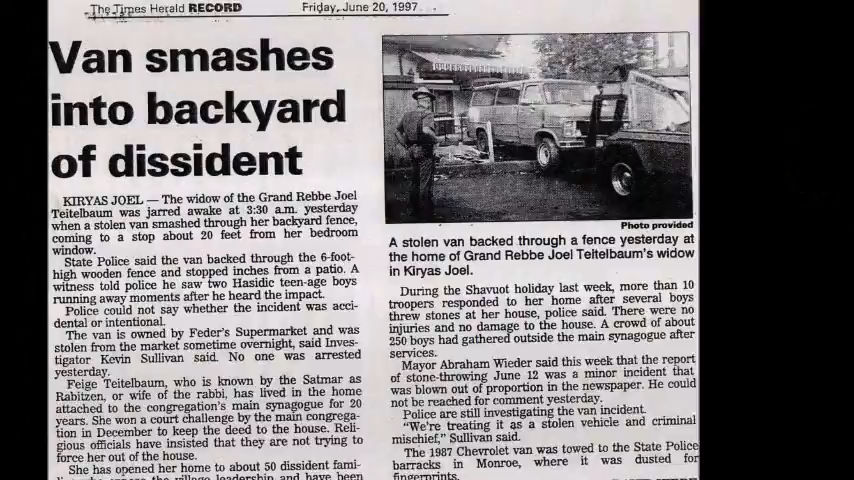 The Times Herald RECORD
Friday, June 20, 1997
Van smashes
into backyard
of dissident
KIRYAS JOEL — The widow of the Grand Rebbe Joel
Teitelbaum was jarred awake at 3:30 a.m. yesterday
when a stolen van smashed through her backyard fence,
coming to a stop about 20 feet from her bedroom
window.
State Police said the van backed through the 6-foot-
high wooden fence and stopped inches from a patio. A
witness told police he saw two Hasidic teen-age boys
running away moments after he heard the impact.
Police could not say whether the incident was acci-
dental or intentional.
The van is owned by Feder's Supermarket and was
stolen from the market sometime overnight, said Inves-
tigator Kevin Sullivan said. No one was arrested
yesterday.
Feige Teitelbaum, who is known by the Satmar as
Rabitzen, or wife of the rabbi, has lived in the home
attached to the congregation's main synagogue for 20
years. She won a court challenge by the main congrega-
tion in December to keep the deed to the house. Reli-
gious officials have insisted that they are not trying to
force her out of the house.
She has opened her home to about 50 dissident fami-
the village leadership and have been
Photo provided
A stolen van backed through a fence yesterday at
the home of Grand Rebbe Joel Teitelbaum's widow
in Kiryas Joel.
During the Shavuot holiday last week, more than 10
troopers responded to her home after several boys
threw stones at her house, police said. There were no
injuries and no damage to the house. A crowd of about
250 boys had gathered outside the main synagogue after
services.
Mayor Abraham Wieder said this week that the report
of stone-throwing June 12 was a minor incident that
was blown out of proportion in the newspaper. He could
not be reached for comment yesterday.
Police are still investigating the van incident.
"We're treating it as a stolen vehicle and criminal
mischief," Sullivan said.
The 1987 Chevrolet van was towed to the State Police
barracks in Monroe, where it was dusted for
fingerprints.